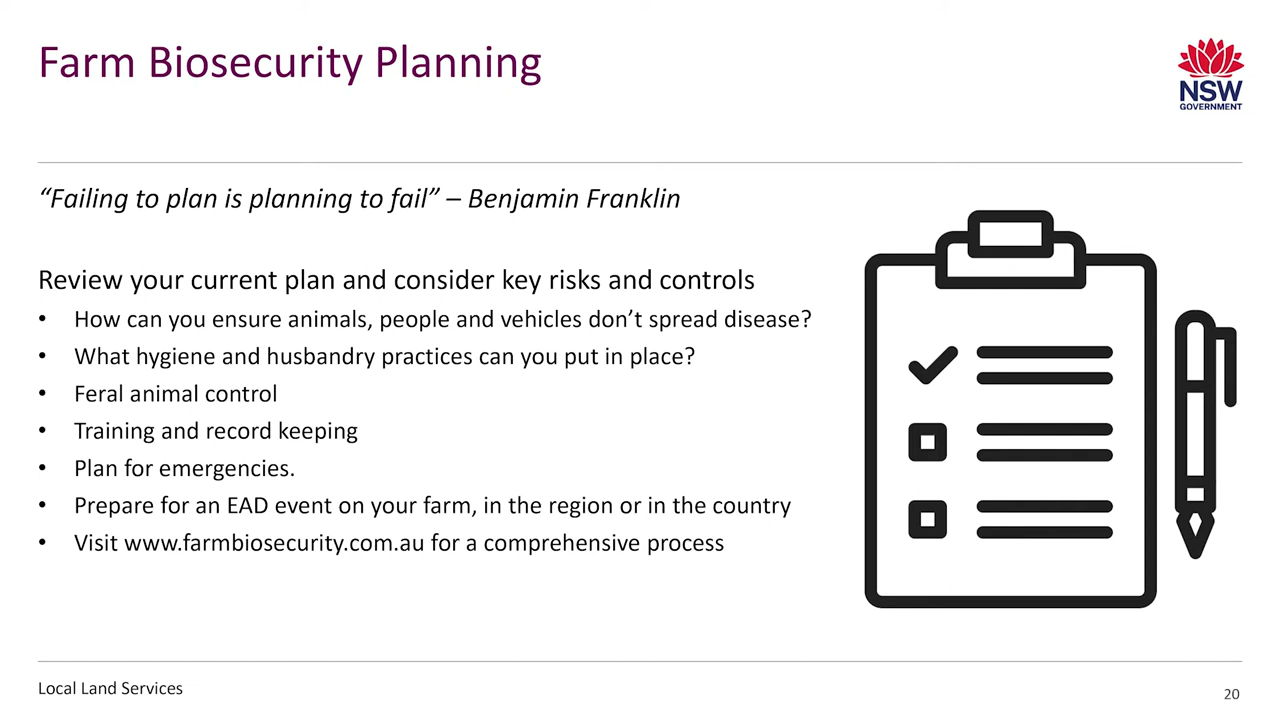 Farm Biosecurity Planning
NSW
GOVERNMENT
“Failing to plan is planning to fail” – Benjamin Franklin
Review your current plan and consider key risks and controls
• How can you ensure animals, people and vehicles don’t spread disease?
• What hygiene and husbandry practices can you put in place?
• Feral animal control
• Training and record keeping
• Plan for emergencies.
• Prepare for an EAD event on your farm, in the region or in the country
• Visit www.farmbiosecurity.com.au for a comprehensive process
Local Land Services
20